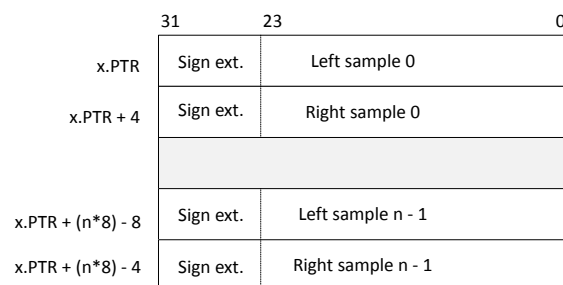 31 23 0
x.PTR Sign ext. Left sample 0
x.PTR + 4 Sign ext. Right sample 0
x.PTR + (n*8) - 8 Sign ext. Left sample n - 1
x.PTR + (n*8) - 4 Sign ext. Right sample n - 1